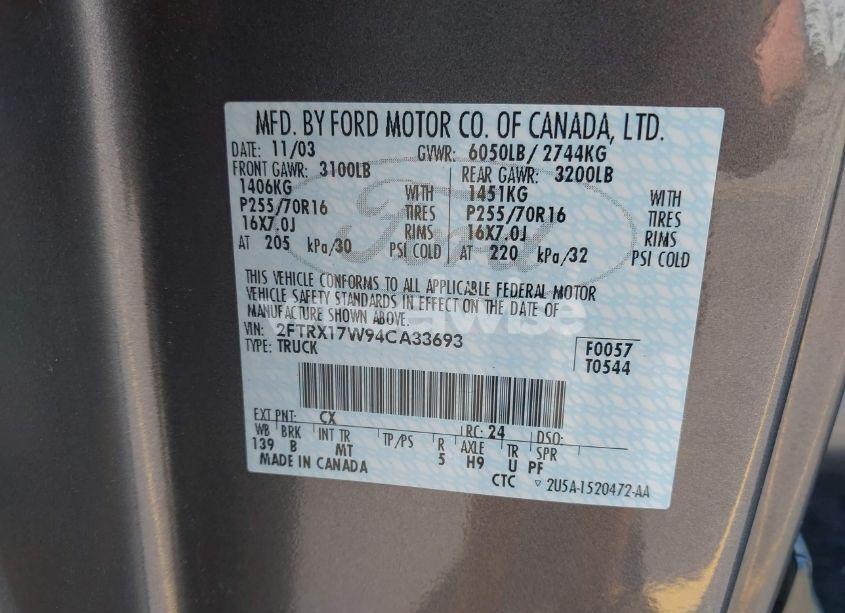 MFD. BY FORD MOTOR CO. OF CANADA, LTD.
DATE: 11/03 GVWR: 6050LB/ 2744KG
FRONT GAWR: 3100LB REAR GAWR: 3200LB
1406KG WITH 1451KG WITH
P255/70R16 TIRES P255/70R16 TIRES
16X7.0J RIMS 16X7.0J RIMS
AT 205 kPa/30 PSI COLD AT 220 kPa/32 PSI COLD
Ford
THIS VEHICLE CONFORMS TO ALL APPLICABLE FEDERAL MOTOR
VEHICLE SAFETY STANDARDS IN EFFECT ON THE DATE OF
MANUFACTURE SHOWN ABOVE.
VIN: 2FTRX17W94CA33693
TYPE: TRUCK
F0057
T0544
EXT PNT: CX RC: 24 DSO:
WB BRK INT TR TP/PS R AXLE TR SPR
139 B MT 5 H9 U PF
MADE IN CANADA
CTC ▽ 2U5A-1520472-AA